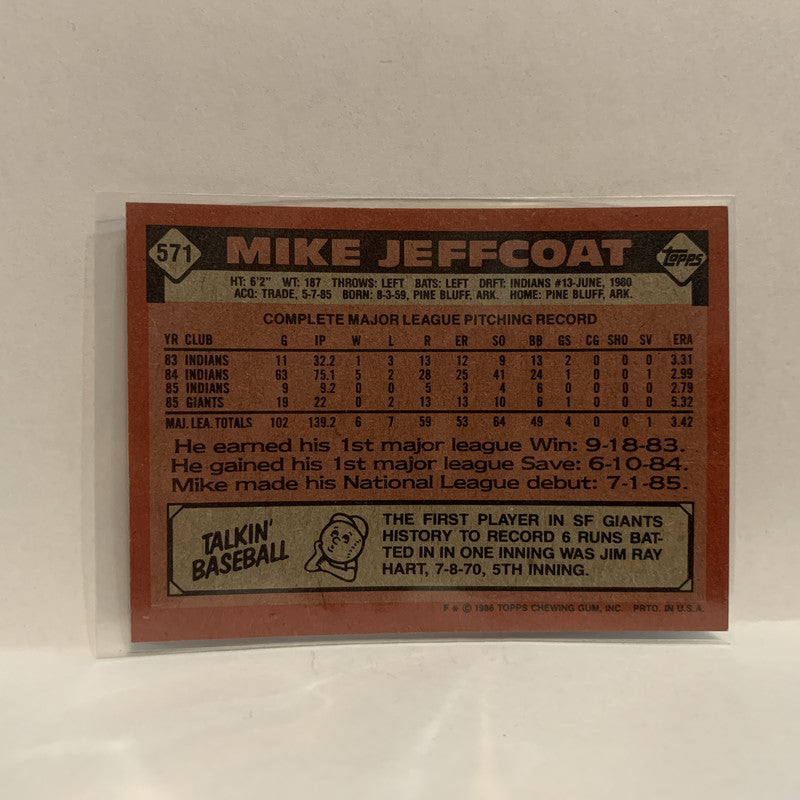 571 MIKE JEFFCOAT TOPPS
HT: 6'2" WT: 187 THROWS: LEFT BATS: LEFT DRFT: INDIANS #13-JUNE, 1980
ACQ: TRADE, 5-7-85 BORN: 8-3-59, PINE BLUFF, ARK. HOME: PINE BLUFF, ARK.
COMPLETE MAJOR LEAGUE PITCHING RECORD
YR CLUB G IP W L R ER SO BB GS CG SHO SV ERA
83 INDIANS 11 32.2 1 3 13 12 9 13 2 0 0 0 3.31
84 INDIANS 63 75.1 5 2 28 25 41 24 1 0 0 1 2.99
85 INDIANS 9 9.2 0 0 5 3 4 6 0 0 0 0 2.79
85 GIANTS 19 22 0 2 13 13 10 6 1 0 0 0 5.32
MAJ. LEA. TOTALS 102 139.2 6 7 59 53 64 49 4 0 0 1 3.42
He earned his 1st major league Win: 9-18-83.
He gained his 1st major league Save: 6-10-84.
Mike made his National League debut: 7-1-85.
TALKIN'
BASEBALL
THE FIRST PLAYER IN SF GIANTS
HISTORY TO RECORD 6 RUNS BAT-
TED IN IN ONE INNING WAS JIM RAY
HART, 7-8-70, 5TH INNING.
F * © 1986 TOPPS CHEWING GUM, INC. PRTD. IN U.S.A.